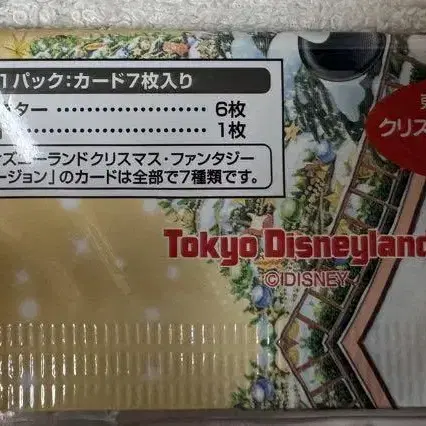 1パック:カード7枚入り
ター ……………… 6枚
1枚
ズニーランドクリスマス・ファンタジー
ージョン」のカードは全部で7種類です。
クリス
Tokyo Disneyland
©DISNEY